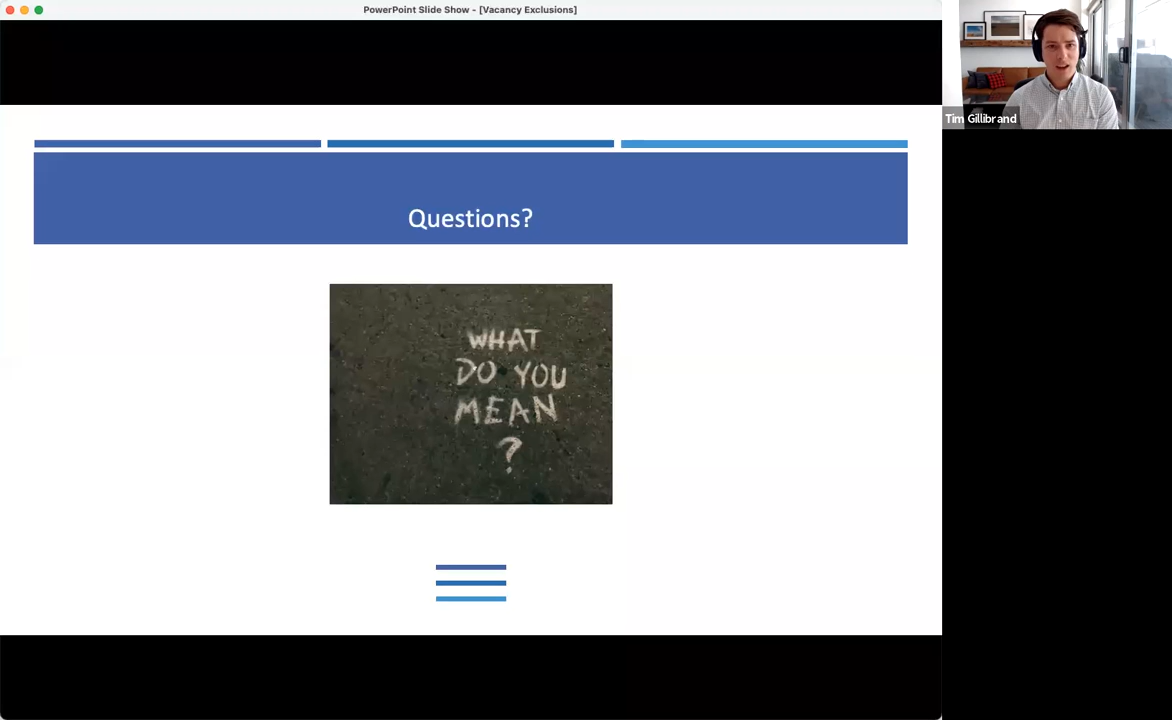 PowerPoint Slide Show - [Vacancy Exclusions]
Tim Gillibrand
Questions?
WHAT
DO YOU
MEAN
?